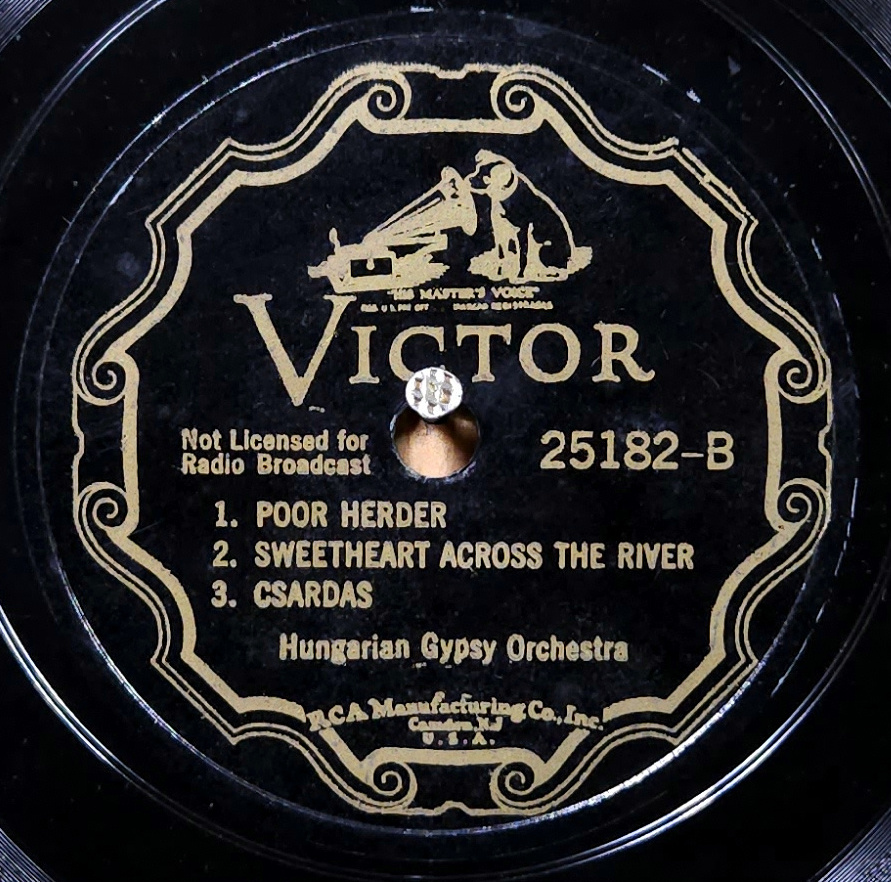 "HIS MASTER'S VOICE"
VICTOR
Not Licensed for
Radio Broadcast
25182-B
1. POOR HERDER
2. SWEETHEART ACROSS THE RIVER
3. CSARDAS
Hungarian Gypsy Orchestra
RCA Manufacturing Co., Inc.
Camden, N.J
U. S. A.